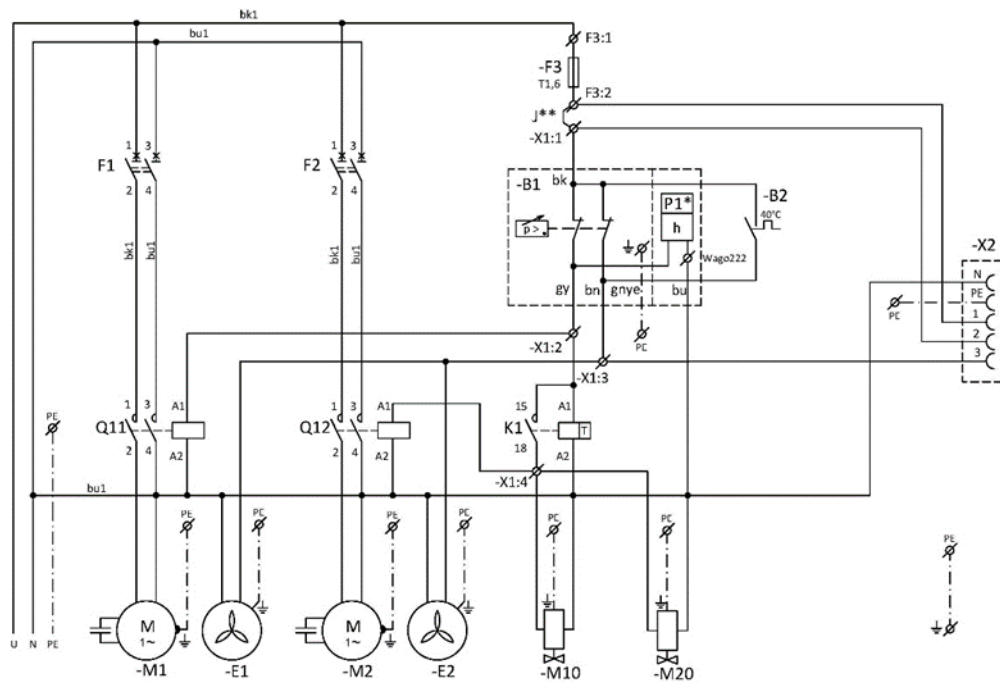 bk1
bu1
F3:1
-F3
T1,6
F3:2
J**
-X1:1
1 3
F1
2 4
1 3
F2
2 4
-B1
bk
P1*
h
-B2
40°C
p>.
Wago222
-X2
N
PE
1
2
3
bk1
bu1
bk1
bu1
gy
bn
gnye
bu
PE
PE
-X1:2
-X1:3
PE
1 3 A1
Q11
2 4 A2
1 3 A1
Q12
2 4 A2
15 A1
K1
T
18 A2
-X1:4
bu1
PE
PE
PE
PE
PE
PE
PE
M
1~
M
1~
U N PE
-M1
-E1
-M2
-E2
-M10
-M20